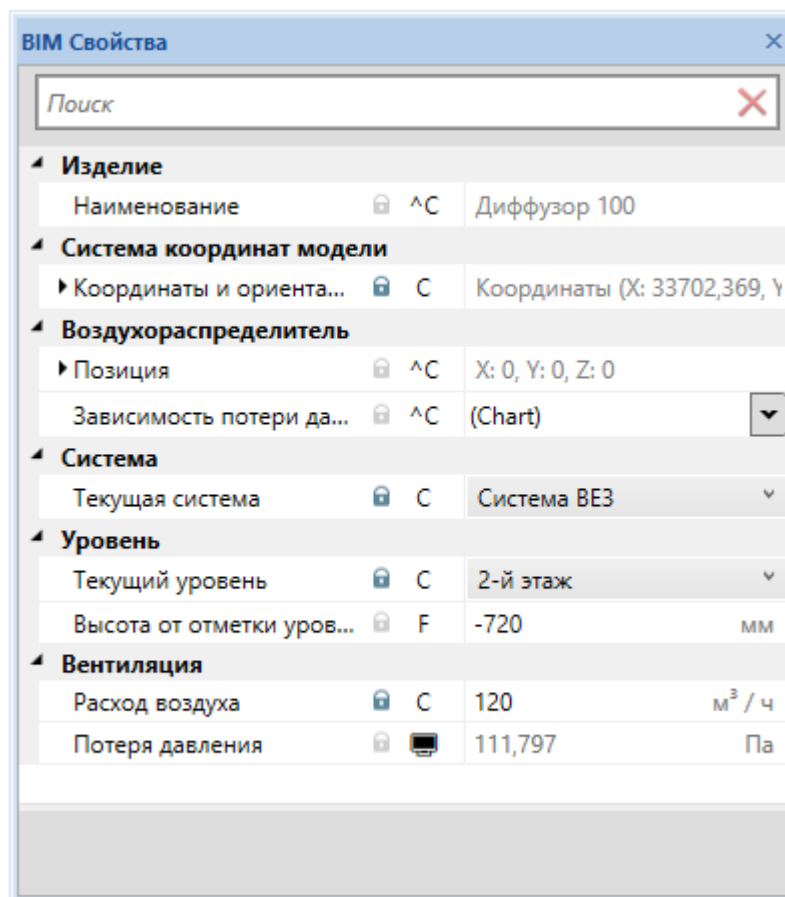 BIM Свойства
Поиск
Изделие
Наименование ^C Диффузор 100
Система координат модели
Координаты и ориента... C Координаты (X: 33702,369, Y
Воздухораспределитель
Позиция ^C X: 0, Y: 0, Z: 0
Зависимость потери да... ^C (Chart)
Система
Текущая система C Система ВЕ3
Уровень
Текущий уровень C 2-й этаж
Высота от отметки уров... F -720 мм
Вентиляция
Расход воздуха C 120 м³ / ч
Потеря давления 111,797 Па